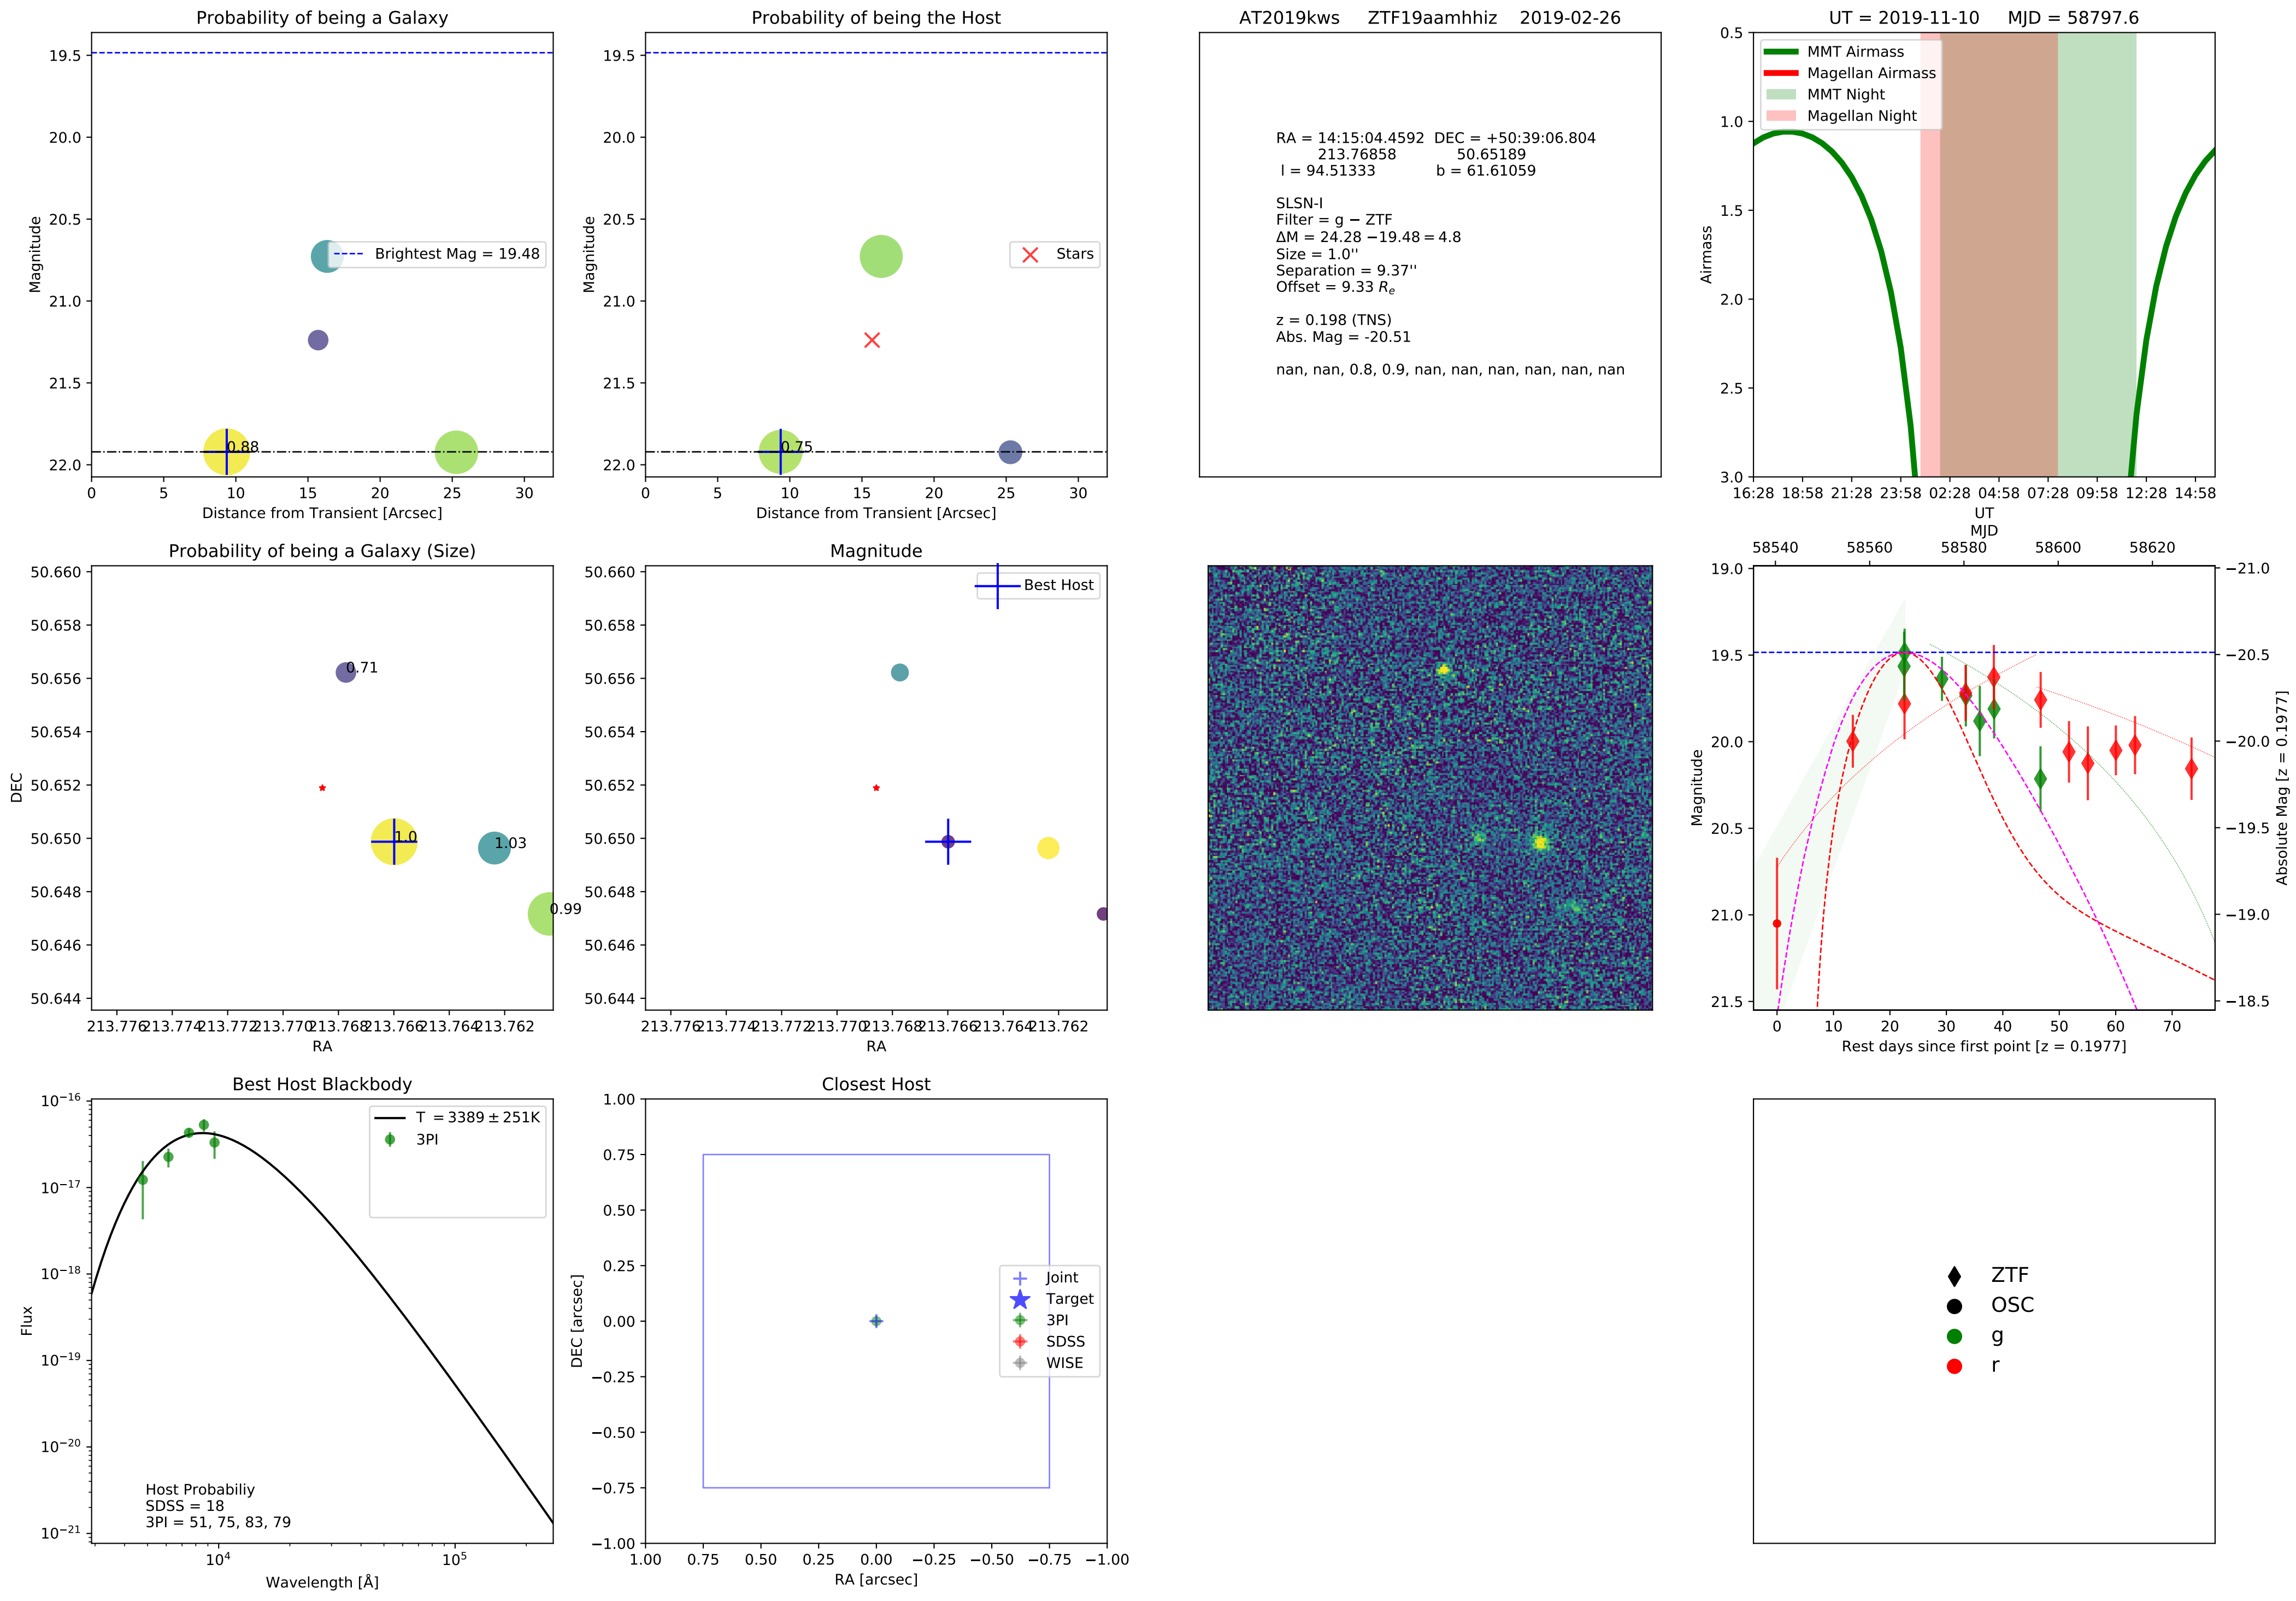 Probability of being a Galaxy
19.5
20.0
20.5
21.0
21.5
22.0
Magnitude
Brightest Mag = 19.48
0.88
0 5 10 15 20 25 30
Distance from Transient [Arcsec]
Probability of being the Host
19.5
20.0
20.5
21.0
21.5
22.0
Magnitude
Stars
0.75
0 5 10 15 20 25 30
Distance from Transient [Arcsec]
AT2019kws ZTF19aamhhiz 2019-02-26
RA = 14:15:04.4592 DEC = +50:39:06.804
213.76858 50.65189
l = 94.51333 b = 61.61059
SLSN-I
Filter = g − ZTF
ΔM = 24.28 −19.48 = 4.8
Size = 1.0''
Separation = 9.37''
Offset = 9.33 Re
z = 0.198 (TNS)
Abs. Mag = -20.51
nan, nan, 0.8, 0.9, nan, nan, nan, nan, nan, nan
UT = 2019-11-10 MJD = 58797.6
MMT Airmass
Magellan Airmass
MMT Night
Magellan Night
0.5
1.0
1.5
2.0
2.5
3.0
Airmass
16:28 18:58 21:28 23:58 02:28 04:58 07:28 09:58 12:28 14:58
UT
Probability of being a Galaxy (Size)
50.660
50.658
50.656
50.654
50.652
50.650
50.648
50.646
50.644
DEC
0.71
1.0
1.03
0.99
213.776 213.774 213.772 213.770 213.768 213.766 213.764 213.762
RA
Magnitude
Best Host
50.660
50.658
50.656
50.654
50.652
50.650
50.648
50.646
50.644
213.776 213.774 213.772 213.770 213.768 213.766 213.764 213.762
RA
MJD
58540 58560 58580 58600 58620
19.0
19.5
20.0
20.5
21.0
21.5
Magnitude
−21.0
−20.5
−20.0
−19.5
−19.0
−18.5
Absolute Mag [z = 0.1977]
0 10 20 30 40 50 60 70
Rest days since first point [z = 0.1977]
Best Host Blackbody
T = 3389 ± 251K
3PI
10−16
10−17
10−18
10−19
10−20
10−21
Flux
Host Probabiliy
SDSS = 18
3PI = 51, 75, 83, 79
104 105
Wavelength [Å]
Closest Host
1.00
0.75
0.50
0.25
0.00
−0.25
−0.50
−0.75
−1.00
DEC [arcsec]
Joint
Target
3PI
SDSS
WISE
1.00 0.75 0.50 0.25 0.00 −0.25 −0.50 −0.75 −1.00
RA [arcsec]
ZTF
OSC
g
r